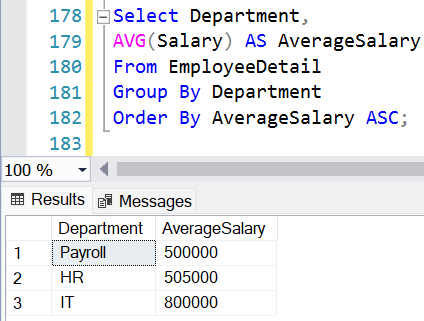 178 Select Department,
179 AVG(Salary) AS AverageSalary
180 From EmployeeDetail
181 Group By Department
182 Order By AverageSalary ASC;
183
100 %
Results Messages
Department AverageSalary
1 Payroll 500000
2 HR 505000
3 IT 800000